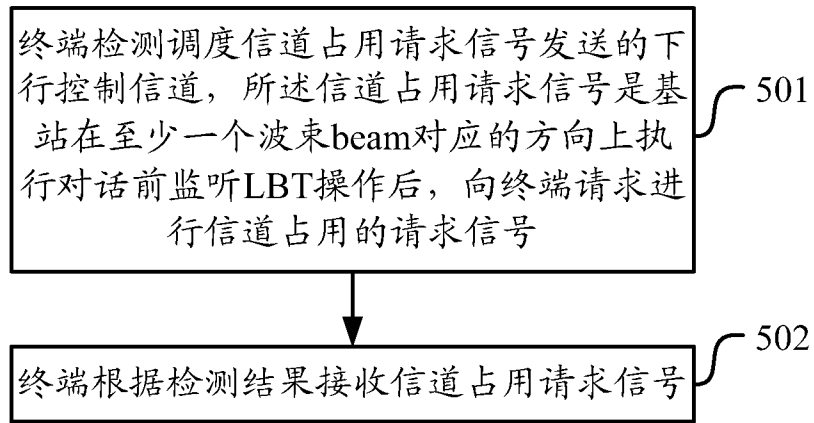 终端检测调度信道占用请求信号发送的下
行控制信道，所述信道占用请求信号是基
站在至少一个波束beam对应的方向上执
行对话前监听LBT操作后，向终端请求进
行信道占用的请求信号
501
终端根据检测结果接收信道占用请求信号
502